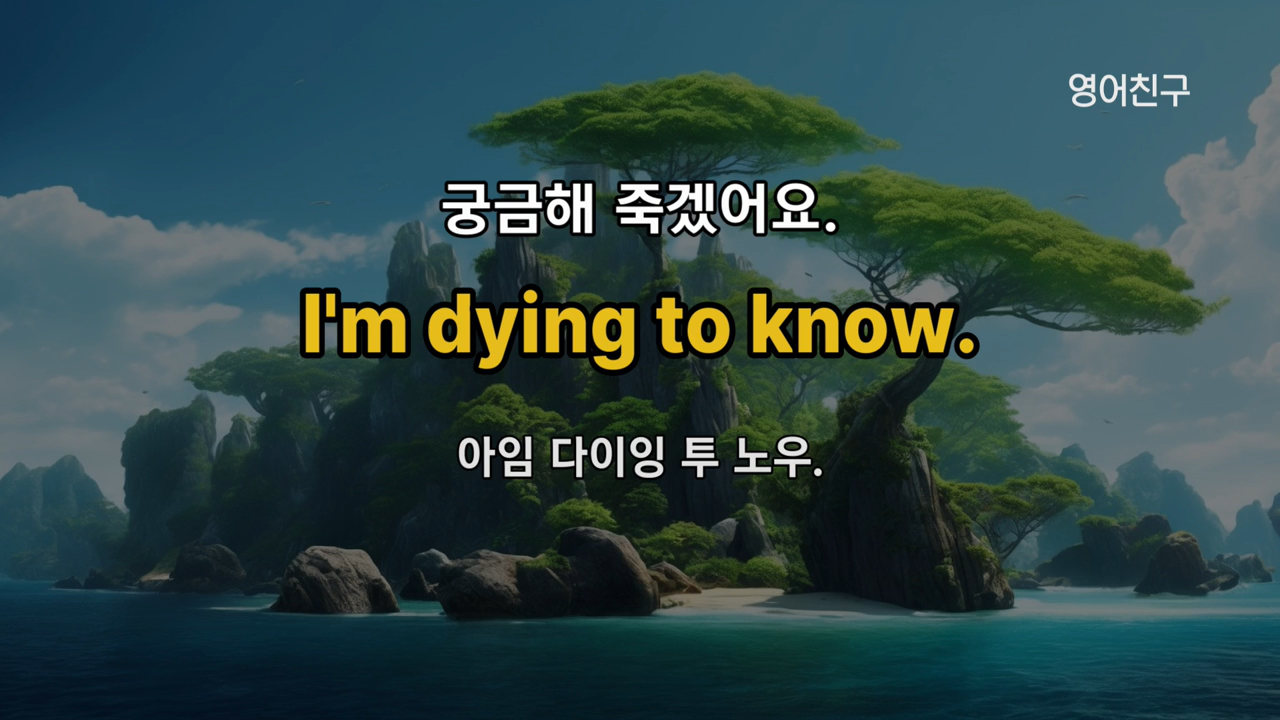 영어친구
궁금해 죽겠어요.
I'm dying to know.
아임 다이잉 투 노우.